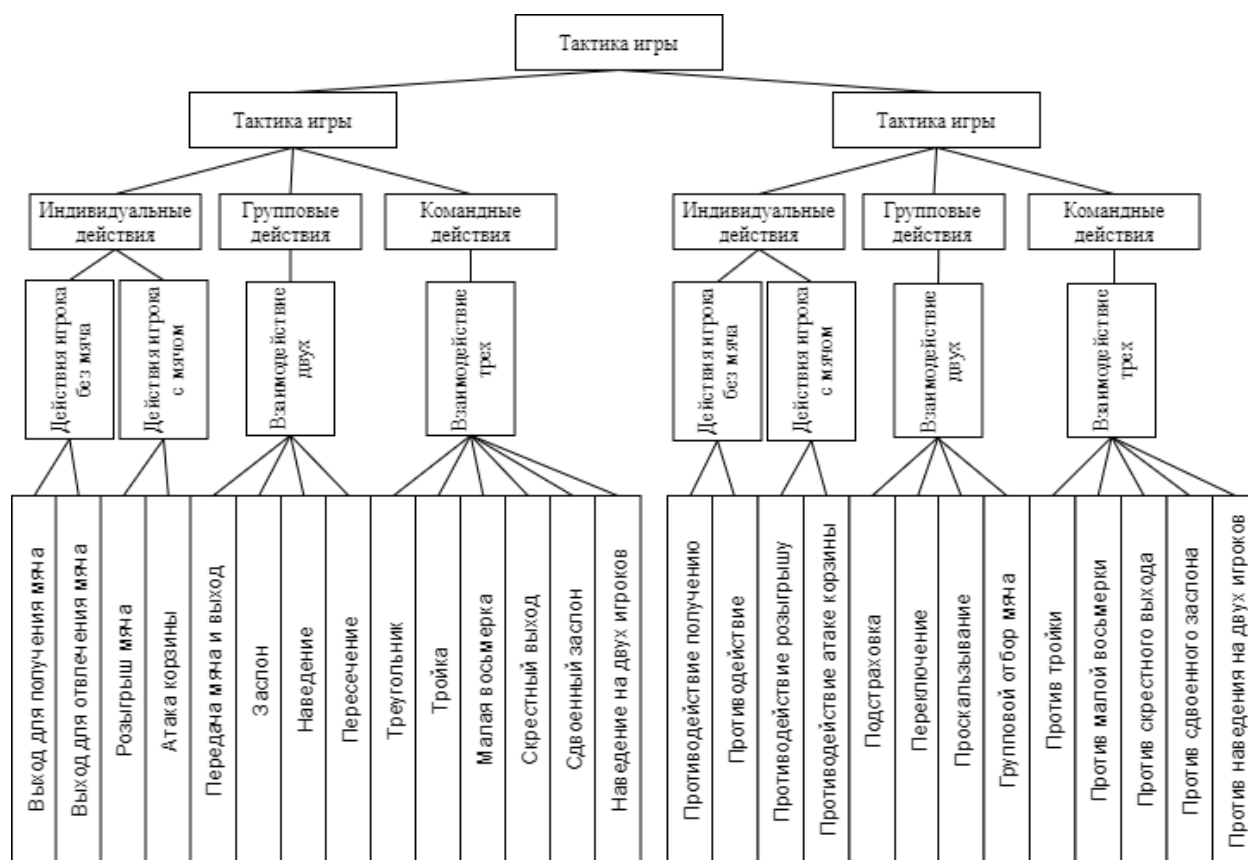 Тактика игры
Тактика игры
Тактика игры
Индивидуальные
действия
Групповые
действия
Командные
действия
Индивидуальные
действия
Групповые
действия
Командные
действия
Действия игрока
без мяча
Действия игрока
с мячом
Взаимодействие
двух
Взаимодействие
трех
Действия игрока
без мяча
Действия игрока
с мячом
Взаимодействие
двух
Взаимодействие
трех
Выход для получения мяча
Выход для отвлечения мяча
Розыгрыш мяча
Атака корзины
Передача мяча и выход
Заслон
Наведение
Пересечение
Треугольник
Тройка
Малая восьмерка
Скрестный выход
Сдвоенный заслон
Наведение на двух игроков
Противодействие получению
Противодействие
Противодействие розыгрышу
Противодействие атаке корзины
Подстраховка
Переключение
Проскальзывание
Групповой отбор мяча
Против тройки
Против малой восьмерки
Против скрестного выхода
Против сдвоенного заслона
Против наведения на двух игроков